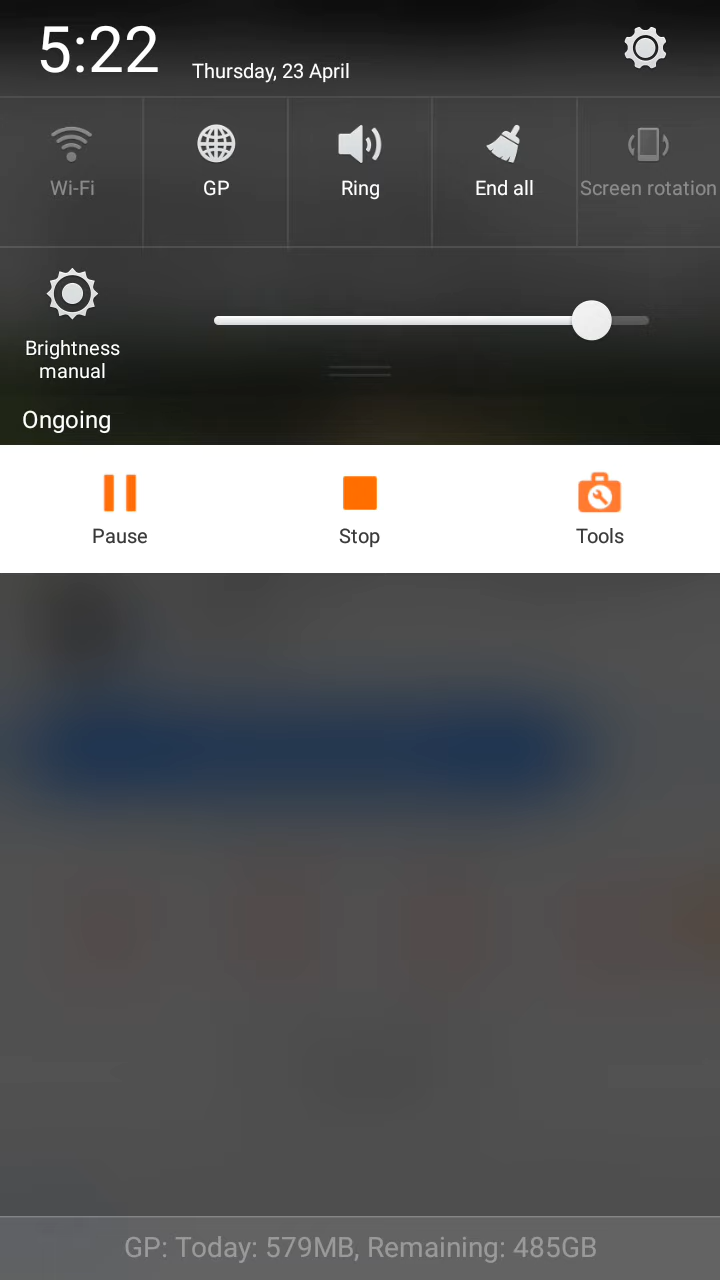 5:22
Thursday, 23 April
Wi-Fi
GP
Ring
End all
Screen rotation
Brightness
manual
Ongoing
Pause
Stop
Tools
GP: Today: 579MB, Remaining: 485GB